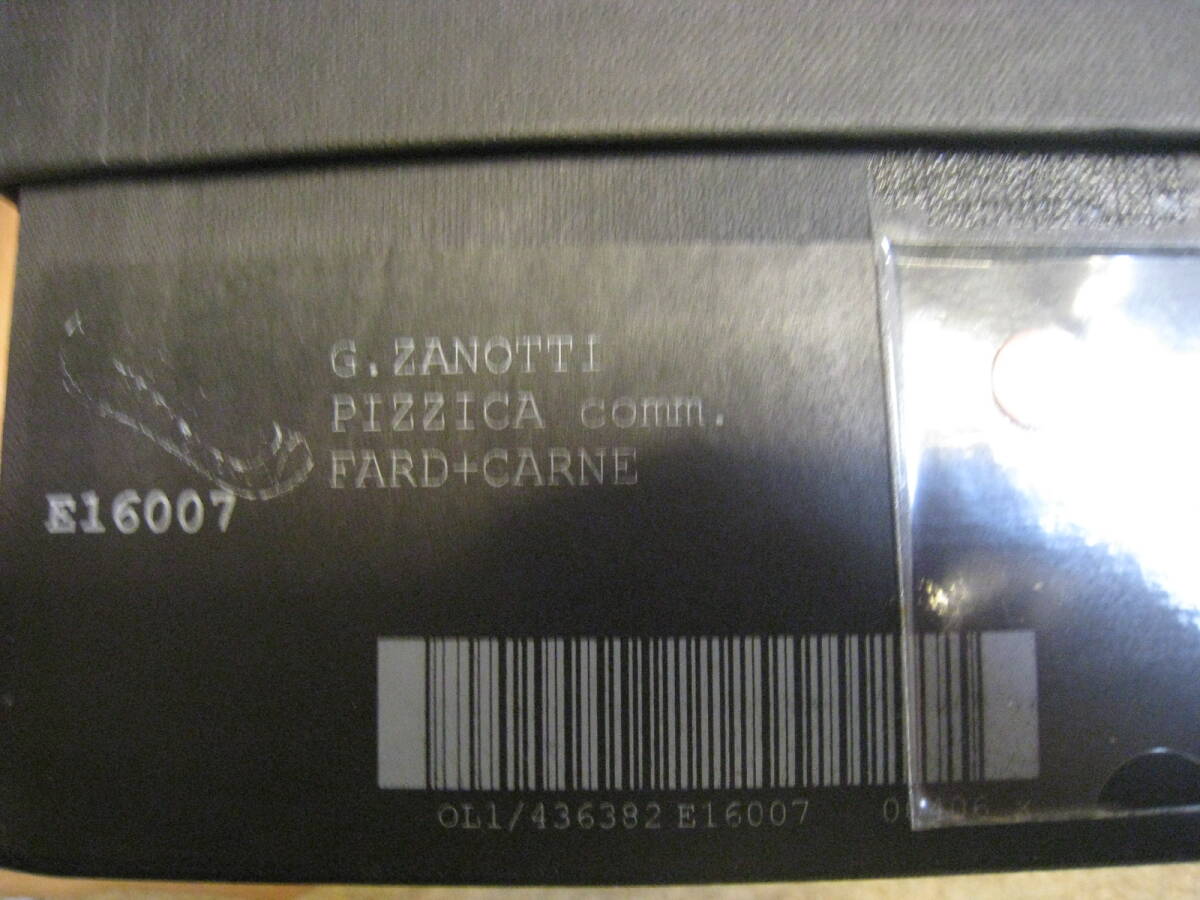 G.ZANOTTI
PIZZICA comm.
FARD+CARNE
E16007
OL1/436382 E16007